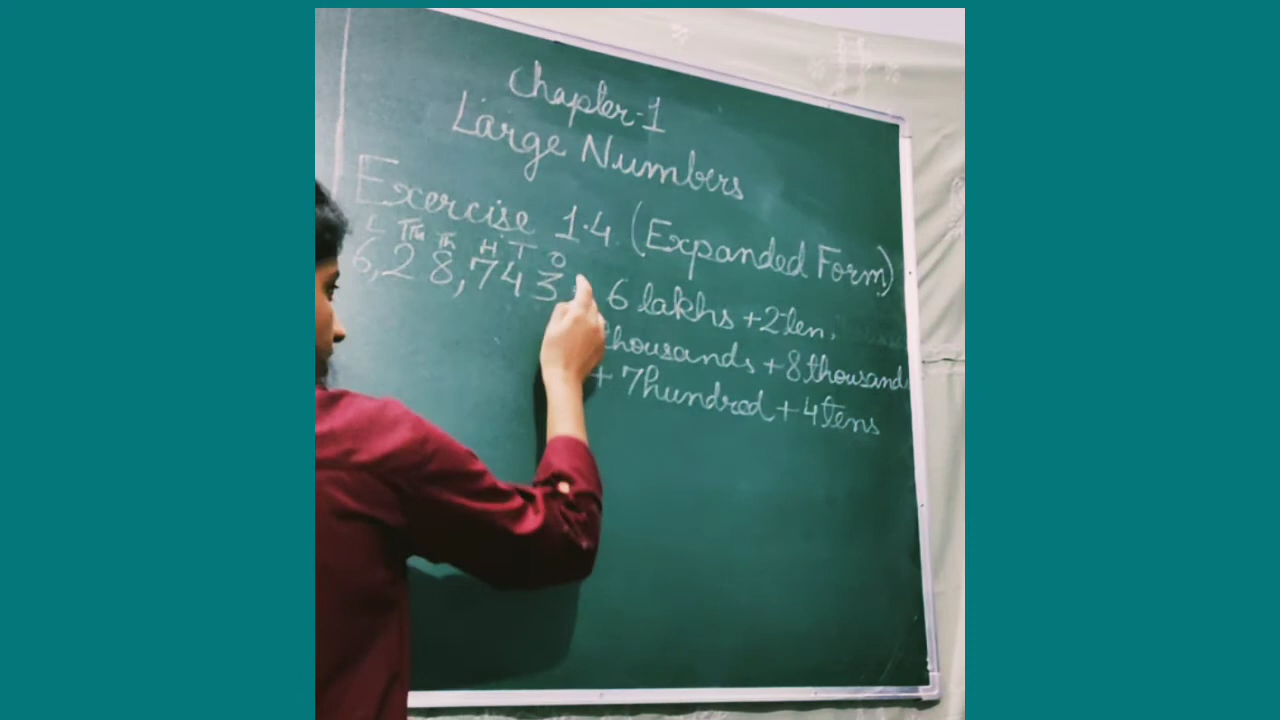 Chapter-1
Large Numbers
Exercise 1.4. (Expanded Form)
L TTh Th H T O
6,28,743 = 6 lakhs + 2 ten
thousands + 8 thousand
+ 7 hundred + 4 tens